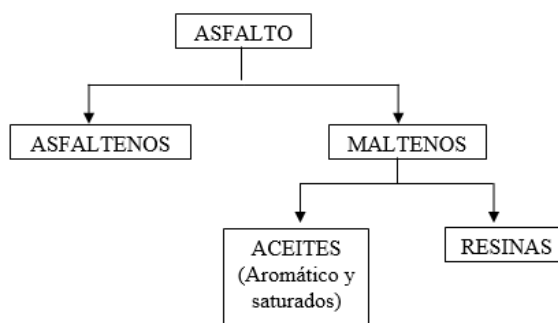 ASFALTO
ASFALTENOS
MALTENOS
ACEITES
(Aromático y
saturados)
RESINAS